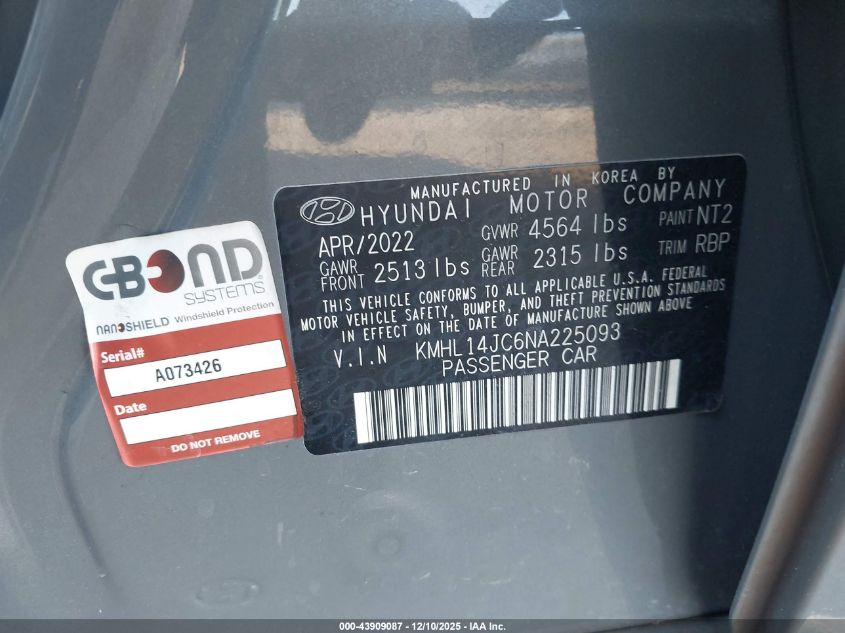 MANUFACTURED IN KOREA BY
HYUNDAI MOTOR COMPANY
APR/2022 GVWR 4564 lbs PAINT NT2
GAWR FRONT 2513 lbs GAWR REAR 2315 lbs TRIM RBP
THIS VEHICLE CONFORMS TO ALL APPLICABLE U.S.A. FEDERAL
MOTOR VEHICLE SAFETY, BUMPER, AND THEFT PREVENTION STANDARDS
IN EFFECT ON THE DATE OF MANUFACTURE SHOWN ABOVE
V.I.N KMHL14JC6NA225093
PASSENGER CAR
C-BOND
SYSTEMS
NANOSHIELD Windshield Protection
Serial#
A073426
Date
DO NOT REMOVE
000-43909087 - 12/10/2025 - IAA Inc.